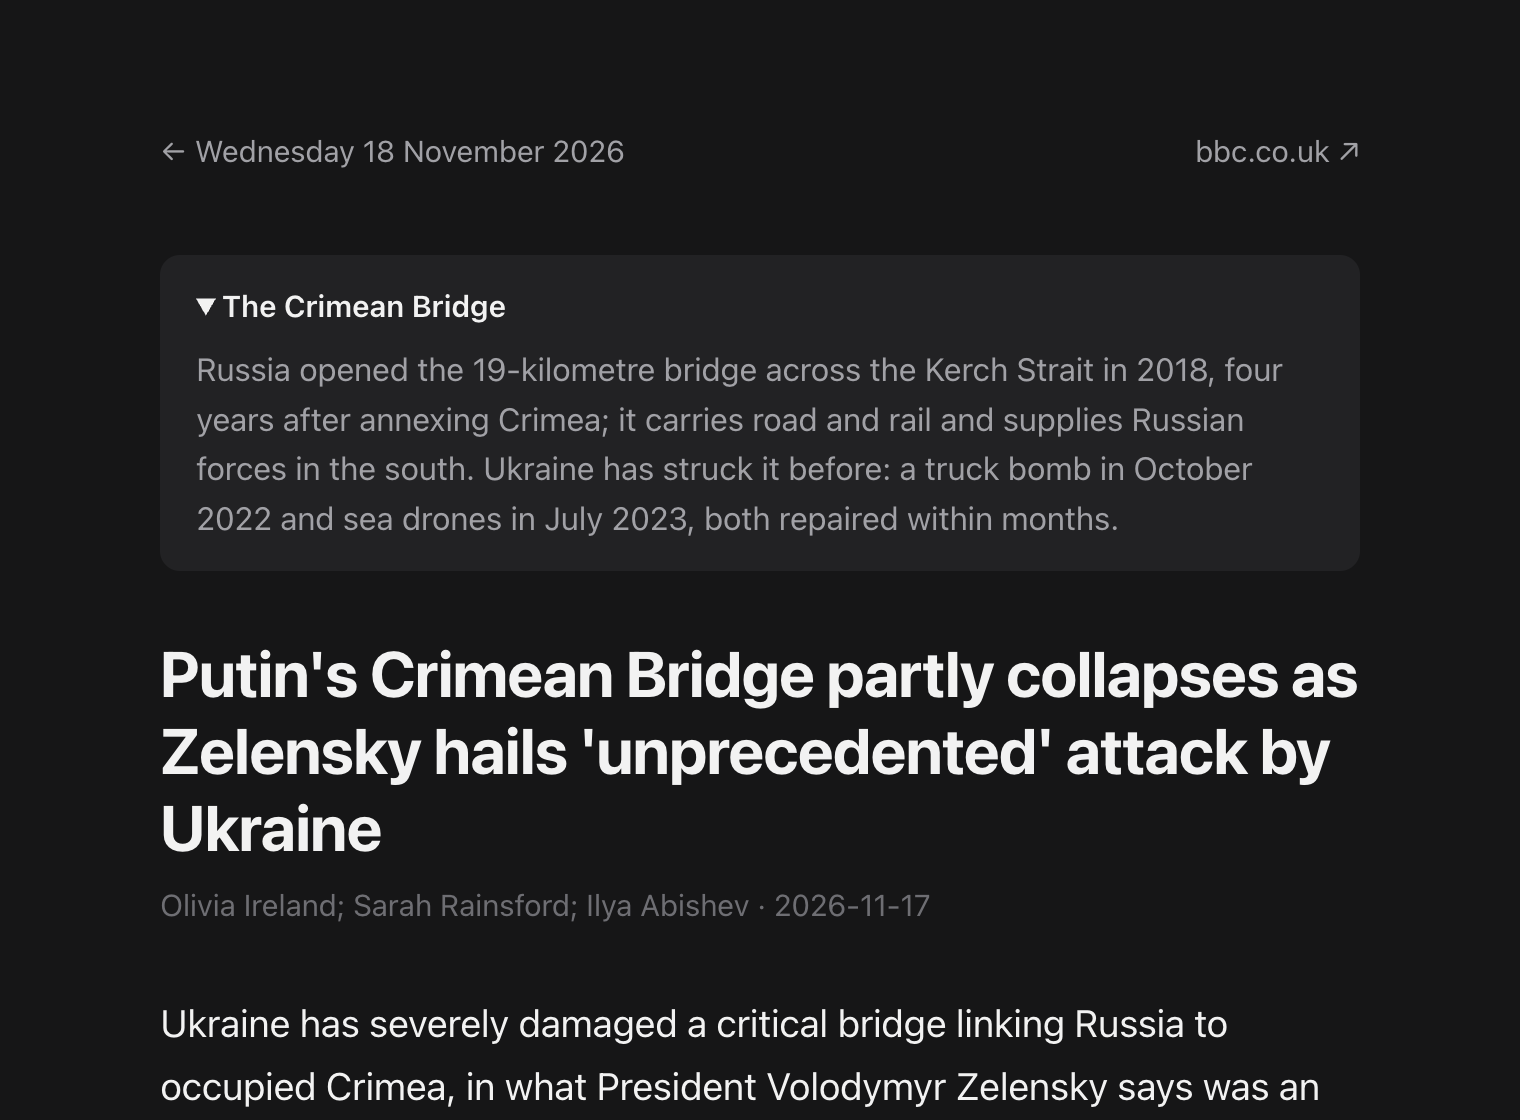 ← Wednesday 18 November 2026
bbc.co.uk ↗
▼ The Crimean Bridge
Russia opened the 19-kilometre bridge across the Kerch Strait in 2018, four
years after annexing Crimea; it carries road and rail and supplies Russian
forces in the south. Ukraine has struck it before: a truck bomb in October
2022 and sea drones in July 2023, both repaired within months.
Putin's Crimean Bridge partly collapses as
Zelensky hails 'unprecedented' attack by
Ukraine
Olivia Ireland; Sarah Rainsford; Ilya Abishev · 2026-11-17
Ukraine has severely damaged a critical bridge linking Russia to
occupied Crimea, in what President Volodymyr Zelensky says was an